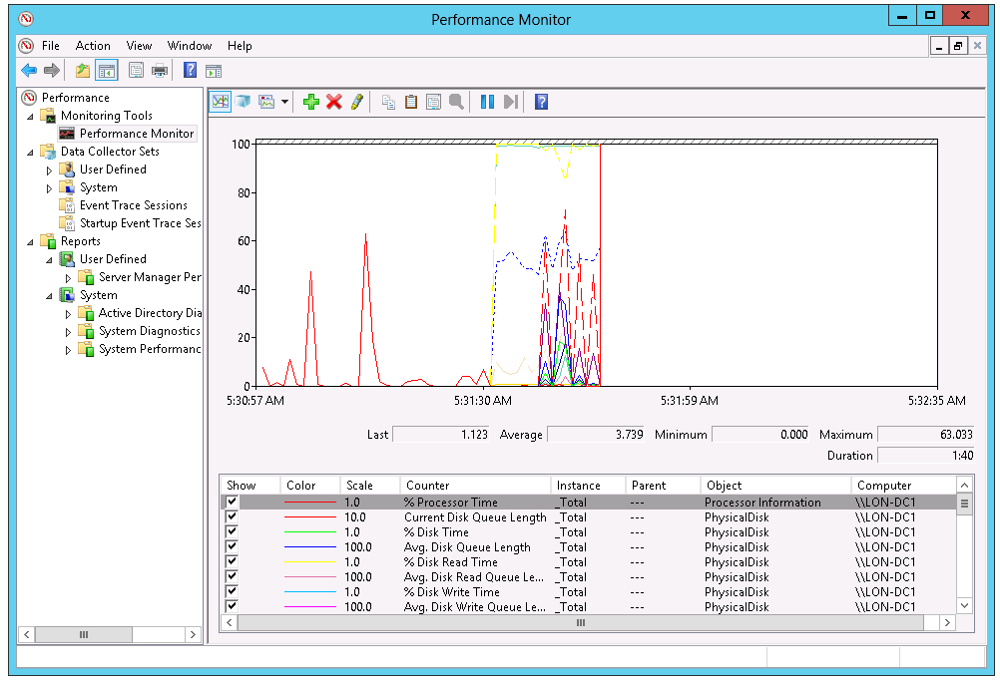 Performance Monitor
File Action View Window Help
Performance
Monitoring Tools
Performance Monitor
Data Collector Sets
User Defined
System
Event Trace Sessions
Startup Event Trace Ses
Reports
User Defined
Server Manager Per
System
Active Directory Dia
System Diagnostics
System Performanc
100
80
60
40
20
0
5:30:57 AM 5:31:30 AM 5:31:59 AM 5:32:35 AM
Last 1.123 Average 3.739 Minimum 0.000 Maximum 63.033
Duration 1:40
Show Color Scale Counter Instance Parent Object Computer
1.0 % Processor Time _Total --- Processor Information \\LON-DC1
10.0 Current Disk Queue Length _Total --- PhysicalDisk \\LON-DC1
1.0 % Disk Time _Total --- PhysicalDisk \\LON-DC1
100.0 Avg. Disk Queue Length _Total --- PhysicalDisk \\LON-DC1
1.0 % Disk Read Time _Total --- PhysicalDisk \\LON-DC1
100.0 Avg. Disk Read Queue Le... _Total --- PhysicalDisk \\LON-DC1
1.0 % Disk Write Time _Total --- PhysicalDisk \\LON-DC1
100.0 Avg. Disk Write Queue Le... _Total --- PhysicalDisk \\LON-DC1